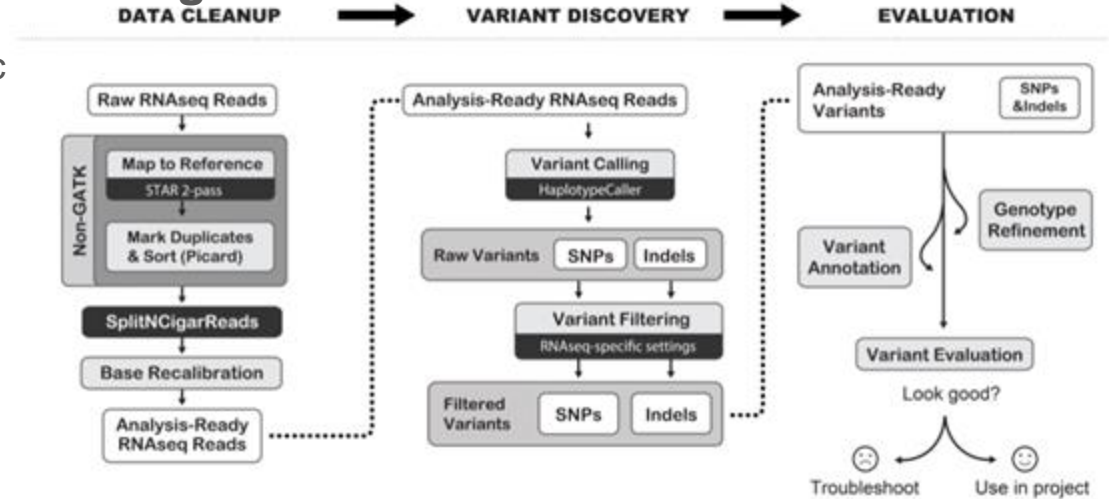 DATA CLEANUP
VARIANT DISCOVERY
EVALUATION
Raw RNAseq Reads
Non-GATK
Map to Reference
STAR 2-pass
Mark Duplicates
& Sort (Picard)
SplitNCigarReads
Base Recalibration
Analysis-Ready
RNAseq Reads
Analysis-Ready RNAseq Reads
Variant Calling
HaplotypeCaller
Raw Variants
SNPs
Indels
Variant Filtering
RNAseq-specific settings
Filtered
Variants
SNPs
Indels
Analysis-Ready
Variants
SNPs
&Indels
Genotype
Refinement
Variant
Annotation
Variant Evaluation
Look good?
Troubleshoot
Use in project